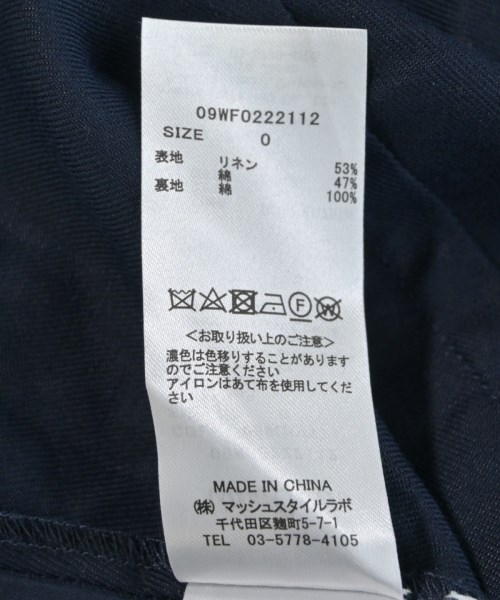 09WF0222112
SIZE 0
表地 リネン 53%
綿 47%
裏地 綿 100%
<お取り扱い上のご注意>
濃色は色移りすることがあります
のでご注意ください
アイロンはあて布を使用してくだ
さい
MADE IN CHINA
(株) マッシュスタイルラボ
千代田区麹町5-7-1
TEL 03-5778-4105